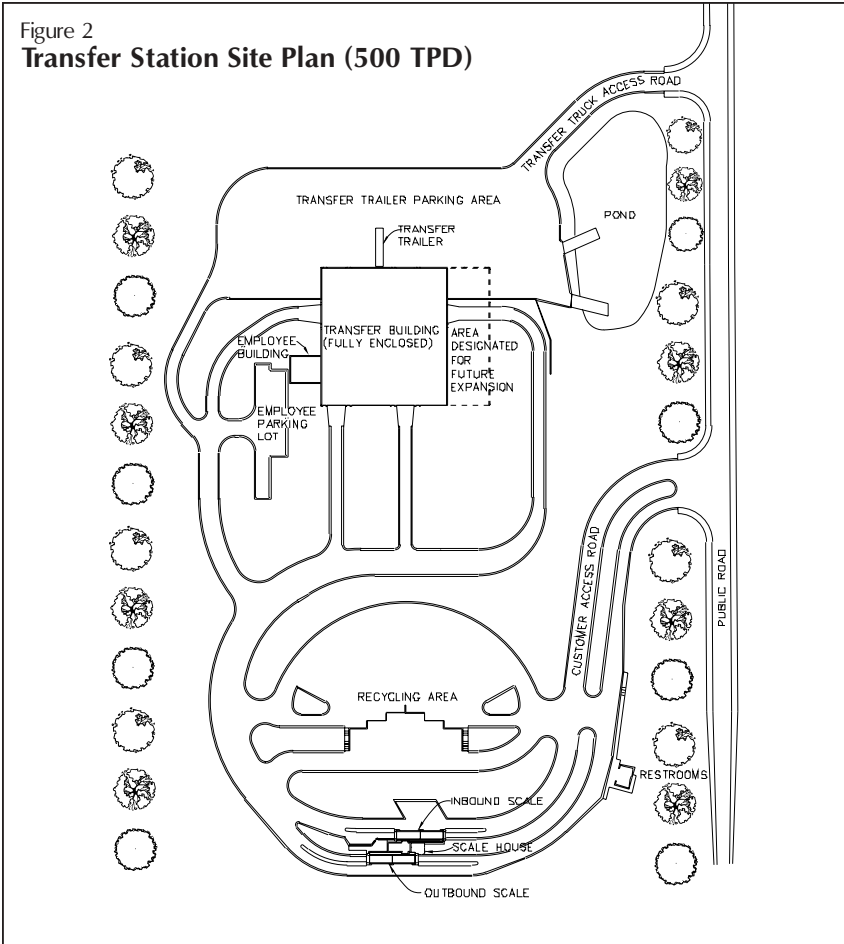 Figure 2
Transfer Station Site Plan (500 TPD)
TRANSFER TRUCK ACCESS ROAD
TRANSFER TRAILER PARKING AREA
POND
TRANSFER
TRAILER
TRANSFER BUILDING
(FULLY ENCLOSED)
AREA
DESIGNATED
FOR
FUTURE
EXPANSION
EMPLOYEE
BUILDING
EMPLOYEE
PARKING
LOT
CUSTOMER ACCESS ROAD
PUBLIC ROAD
RECYCLING AREA
RESTROOMS
INBOUND SCALE
SCALE HOUSE
OUTBOUND SCALE